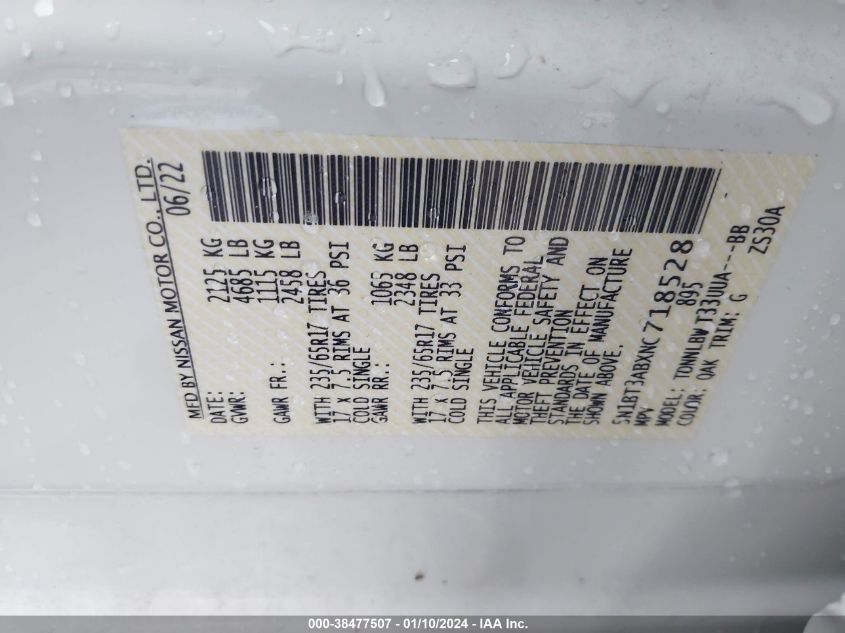 MFD BY NISSAN MOTOR CO., LTD.
DATE: 06/22
GVWR: 2125 KG
4685 LB
GAWR FR.: 1115 KG
2458 LB
WITH 235/65R17 TIRES
17 X 7.5 RIMS AT 36 PSI
COLD SINGLE
GAWR RR.: 1065 KG
2348 LB
WITH 235/65R17 TIRES
17 X 7.5 RIMS AT 33 PSI
COLD SINGLE
THIS VEHICLE CONFORMS TO
ALL APPLICABLE FEDERAL
MOTOR VEHICLE SAFETY AND
THEFT PREVENTION
STANDARDS IN EFFECT ON
THE DATE OF MANUFACTURE
SHOWN ABOVE.
5N1BT3ABXNC718528
MPV 895
MODEL: TDWNLBW T33UUA---BB
COLOR: QAK TRIM: G ZS30A
000-38477507 - 01/10/2024 - IAA Inc.